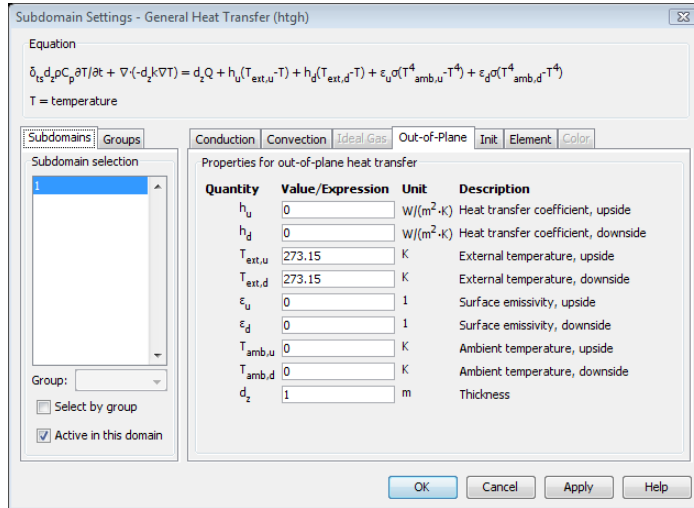 Subdomain Settings - General Heat Transfer (htgh)
Equation
δtsdzρCp∂T/∂t + ∇·(-dzk∇T) = dzQ + hu(Text,u-T) + hd(Text,d-T) + εuσ(T⁴amb,u-T⁴) + εdσ(T⁴amb,d-T⁴)
T = temperature
Subdomains Groups
Subdomain selection
1
Group:
Select by group
Active in this domain
Conduction Convection Ideal Gas Out-of-Plane Init Element Color
Properties for out-of-plane heat transfer
Quantity Value/Expression Unit Description
hu 0 W/(m²·K) Heat transfer coefficient, upside
hd 0 W/(m²·K) Heat transfer coefficient, downside
Text,u 273.15 K External temperature, upside
Text,d 273.15 K External temperature, downside
εu 0 1 Surface emissivity, upside
εd 0 1 Surface emissivity, downside
Tamb,u 0 K Ambient temperature, upside
Tamb,d 0 K Ambient temperature, downside
dz 1 m Thickness
OK Cancel Apply Help